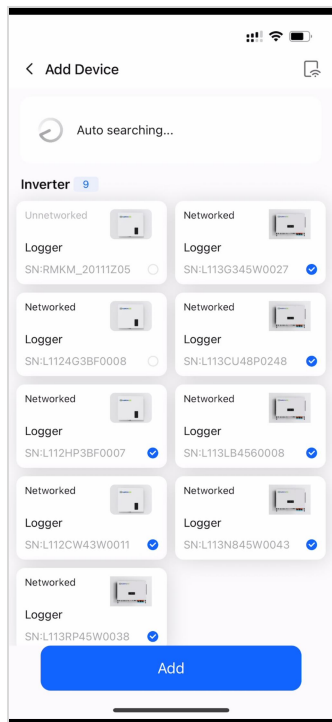 Add Device
Auto searching...
Inverter 9
Unnetworked
Logger
SN:RMKM_20111Z05
Networked
Logger
SN:L113G345W0027
Networked
Logger
SN:L1124G3BF0008
Networked
Logger
SN:L113CU48P0248
Networked
Logger
SN:L112HP3BF0007
Networked
Logger
SN:L113LB4560008
Networked
Logger
SN:L112CW43W0011
Networked
Logger
SN:L113N845W0043
Networked
Logger
SN:L113RP45W0038
Add